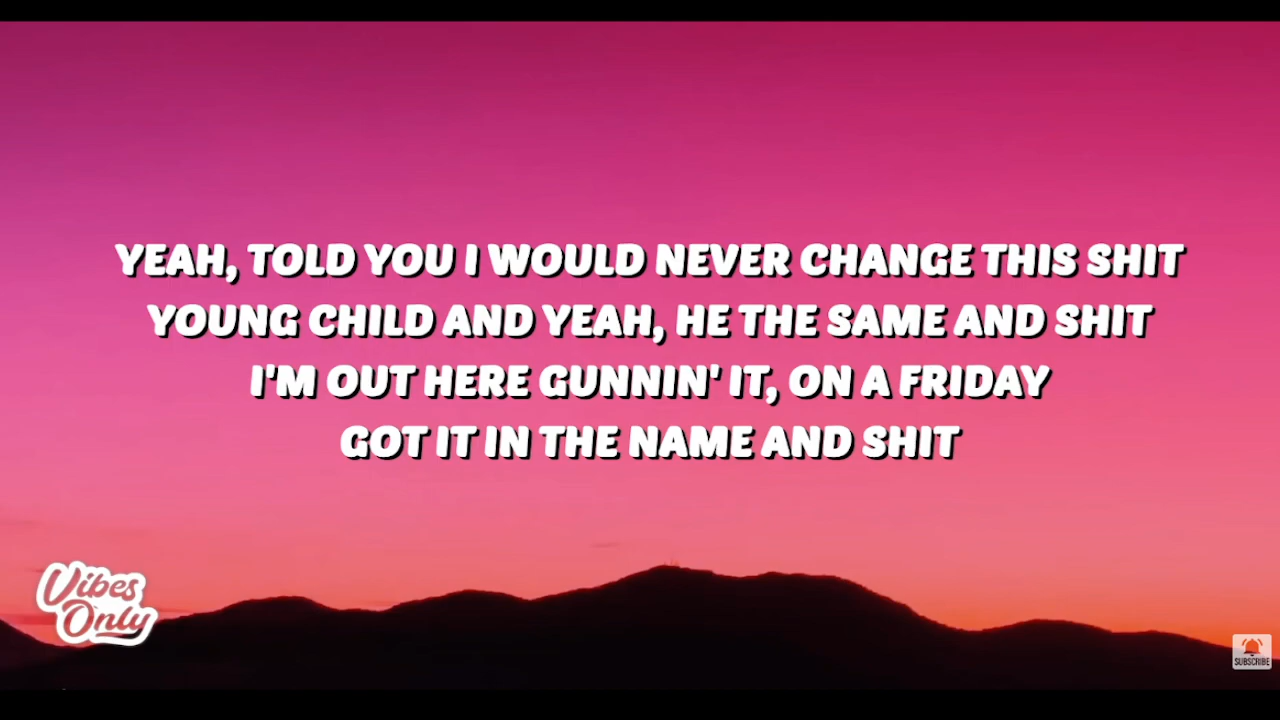 YEAH, TOLD YOU I WOULD NEVER CHANGE THIS SHIT
YOUNG CHILD AND YEAH, HE THE SAME AND SHIT
I'M OUT HERE GUNNIN' IT, ON A FRIDAY
GOT IT IN THE NAME AND SHIT
Vibes
Only
SUBSCRIBE